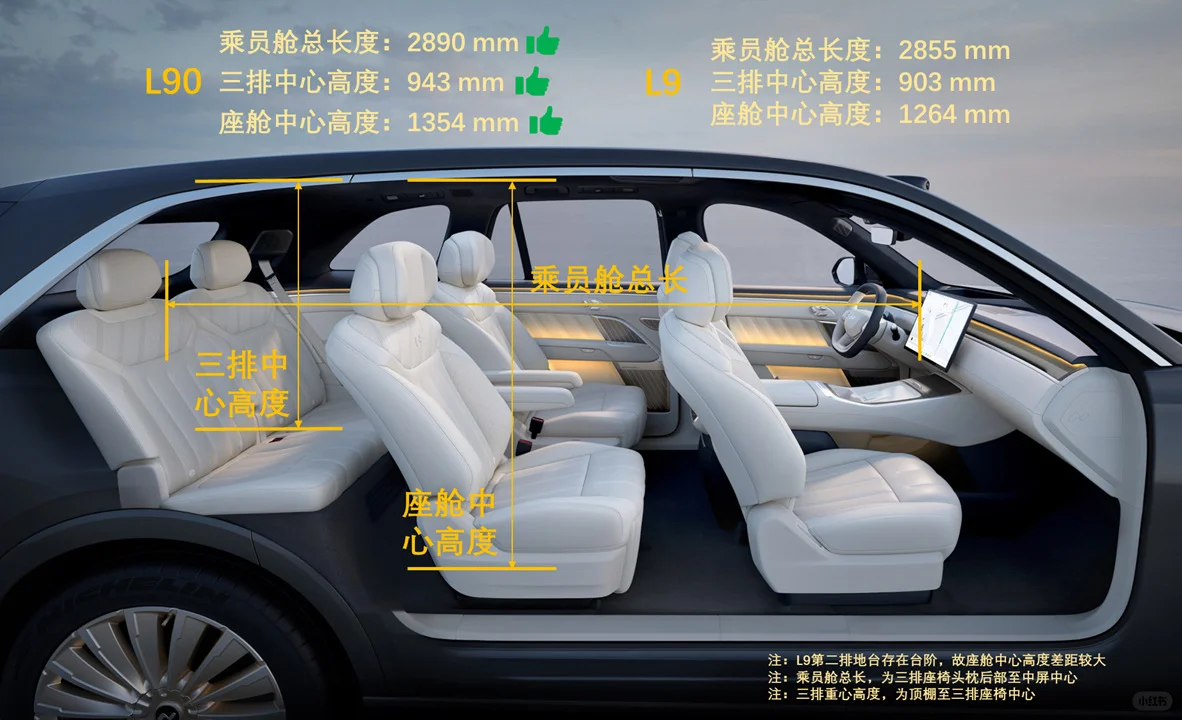 乘员舱总长度：2890 mm
L90 三排中心高度：943 mm
座舱中心高度：1354 mm
乘员舱总长度：2855 mm
L9 三排中心高度：903 mm
座舱中心高度：1264 mm
乘员舱总长
三排中
心高度
座舱中
心高度
MICHELIN
注：L9第二排地台存在台阶，故座舱中心高度差距较大
注：乘员舱总长，为三排座椅头枕后部至中屏中心
注：三排重心高度，为顶棚至三排座椅中心
小红书